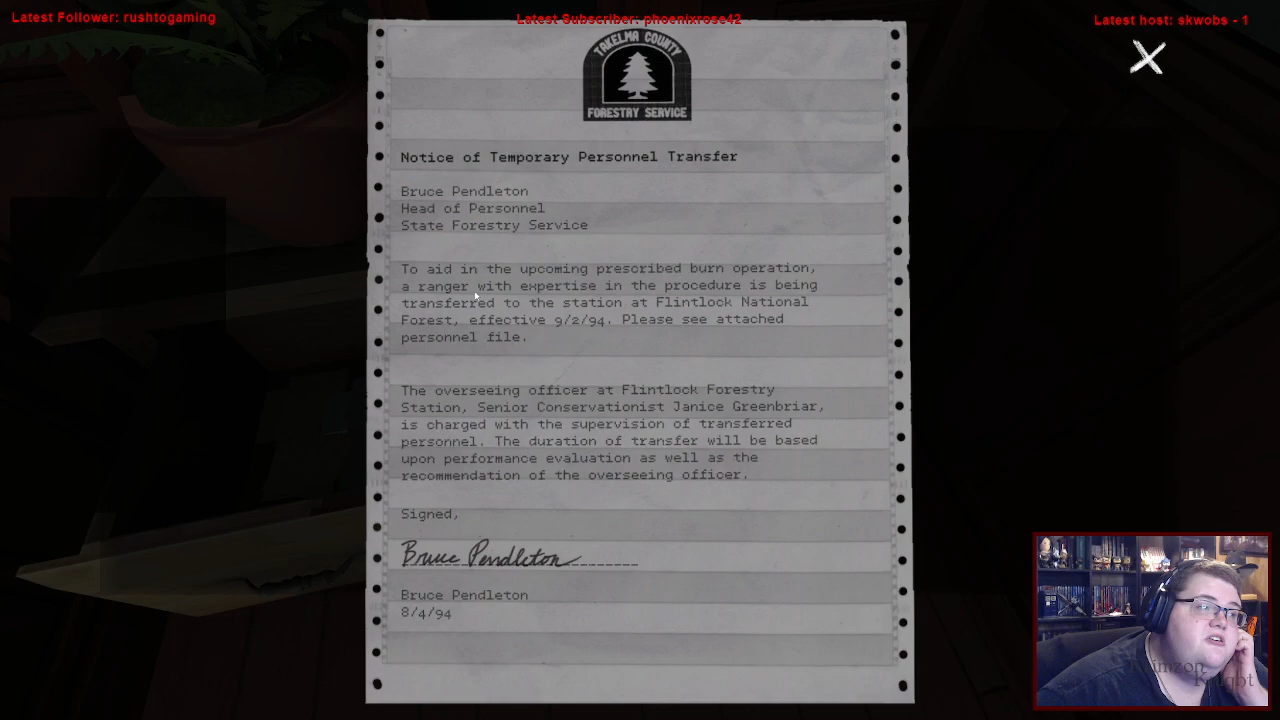 Latest Follower: rushtogaming
Latest Subscriber: phoenixrose42
Latest host: skwobs - 1
TAKELMA COUNTY
FORESTRY SERVICE
Notice of Temporary Personnel Transfer
Bruce Pendleton
Head of Personnel
State Forestry Service
To aid in the upcoming prescribed burn operation,
a ranger with expertise in the procedure is being
transferred to the station at Flintlock National
Forest, effective 9/2/94. Please see attached
personnel file.
The overseeing officer at Flintlock Forestry
Station, Senior Conservationist Janice Greenbriar,
is charged with the supervision of transferred
personnel. The duration of transfer will be based
upon performance evaluation as well as the
recommendation of the overseeing officer.
Signed,
Bruce Pendleton
Bruce Pendleton
8/4/94